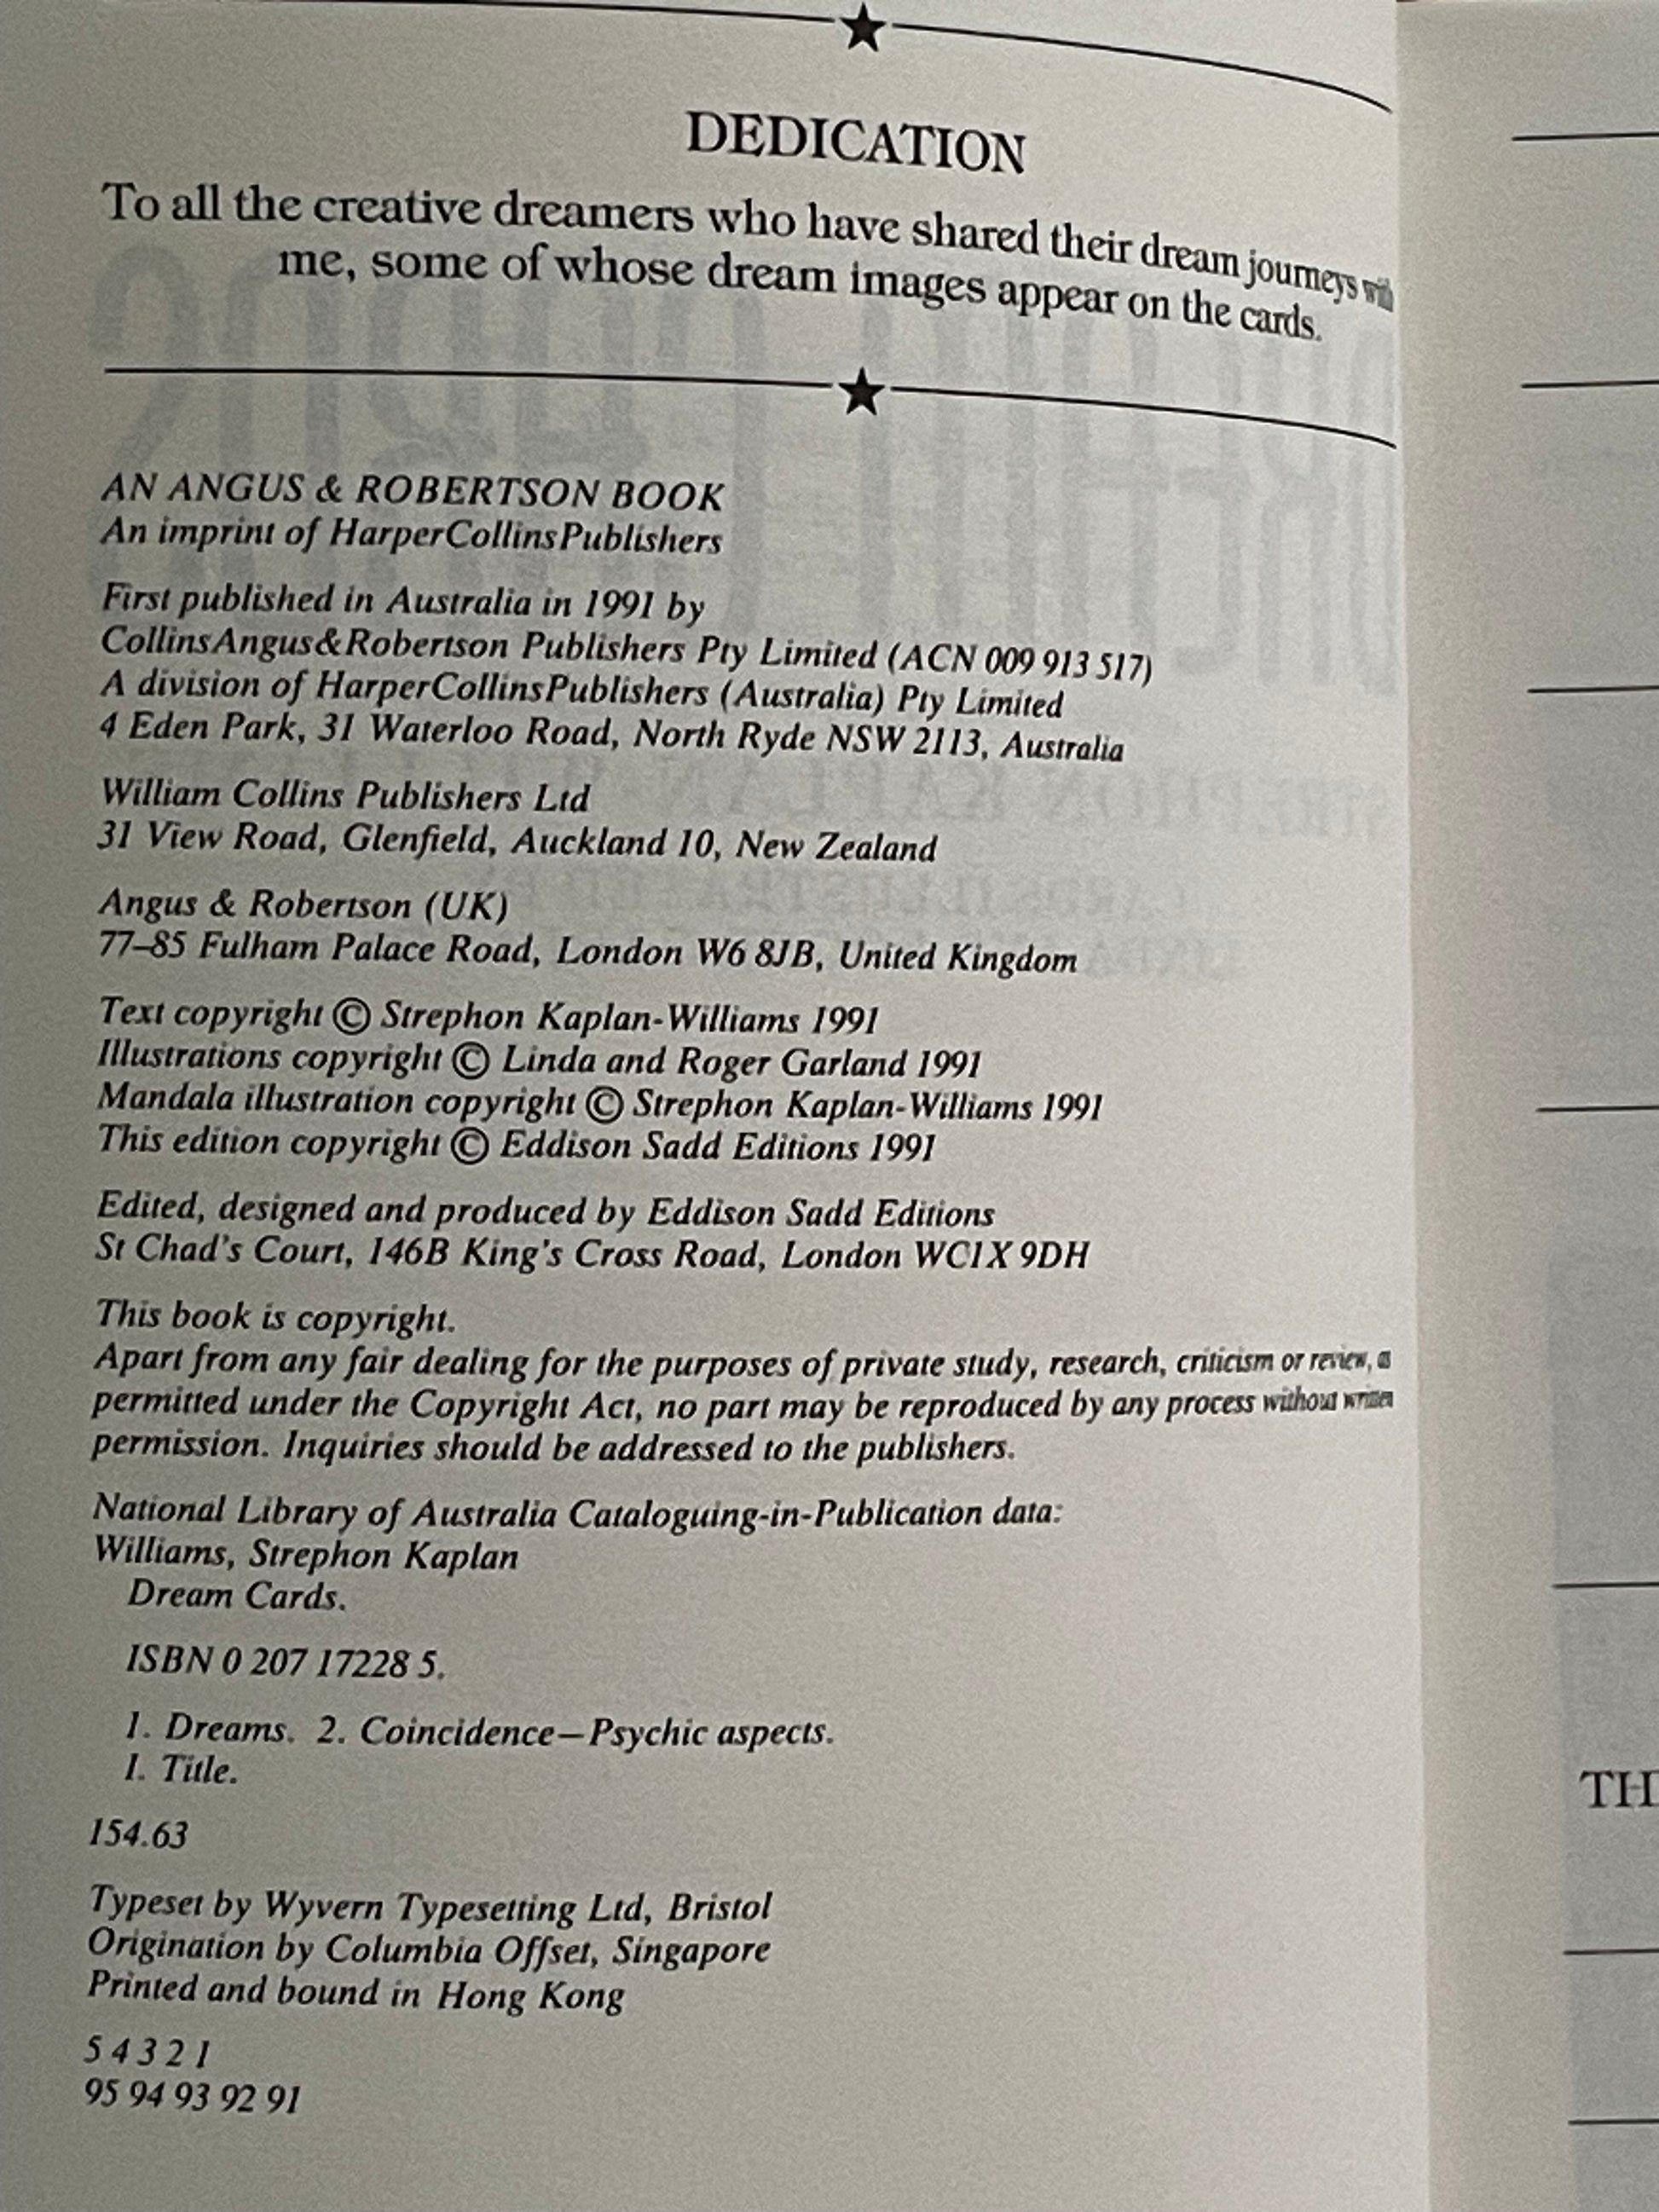 DEDICATION
To all the creative dreamers who have shared their dream journeys with
me, some of whose dream images appear on the cards.
AN ANGUS & ROBERTSON BOOK
An imprint of HarperCollinsPublishers
First published in Australia in 1991 by
CollinsAngus&Robertson Publishers Pty Limited (ACN 009 913 517)
A division of HarperCollinsPublishers (Australia) Pty Limited
4 Eden Park, 31 Waterloo Road, North Ryde NSW 2113, Australia
William Collins Publishers Ltd
31 View Road, Glenfield, Auckland 10, New Zealand
Angus & Robertson (UK)
77–85 Fulham Palace Road, London W6 8JB, United Kingdom
Text copyright © Strephon Kaplan-Williams 1991
Illustrations copyright © Linda and Roger Garland 1991
Mandala illustration copyright © Strephon Kaplan-Williams 1991
This edition copyright © Eddison Sadd Editions 1991
Edited, designed and produced by Eddison Sadd Editions
St Chad's Court, 146B King's Cross Road, London WC1X 9DH
This book is copyright.
Apart from any fair dealing for the purposes of private study, research, criticism or review, as
permitted under the Copyright Act, no part may be reproduced by any process without written
permission. Inquiries should be addressed to the publishers.
National Library of Australia Cataloguing-in-Publication data:
Williams, Strephon Kaplan
Dream Cards.
ISBN 0 207 17228 5.
1. Dreams. 2. Coincidence—Psychic aspects.
I. Title.
154.63
Typeset by Wyvern Typesetting Ltd, Bristol
Origination by Columbia Offset, Singapore
Printed and bound in Hong Kong
5 4 3 2 1
95 94 93 92 91
TH